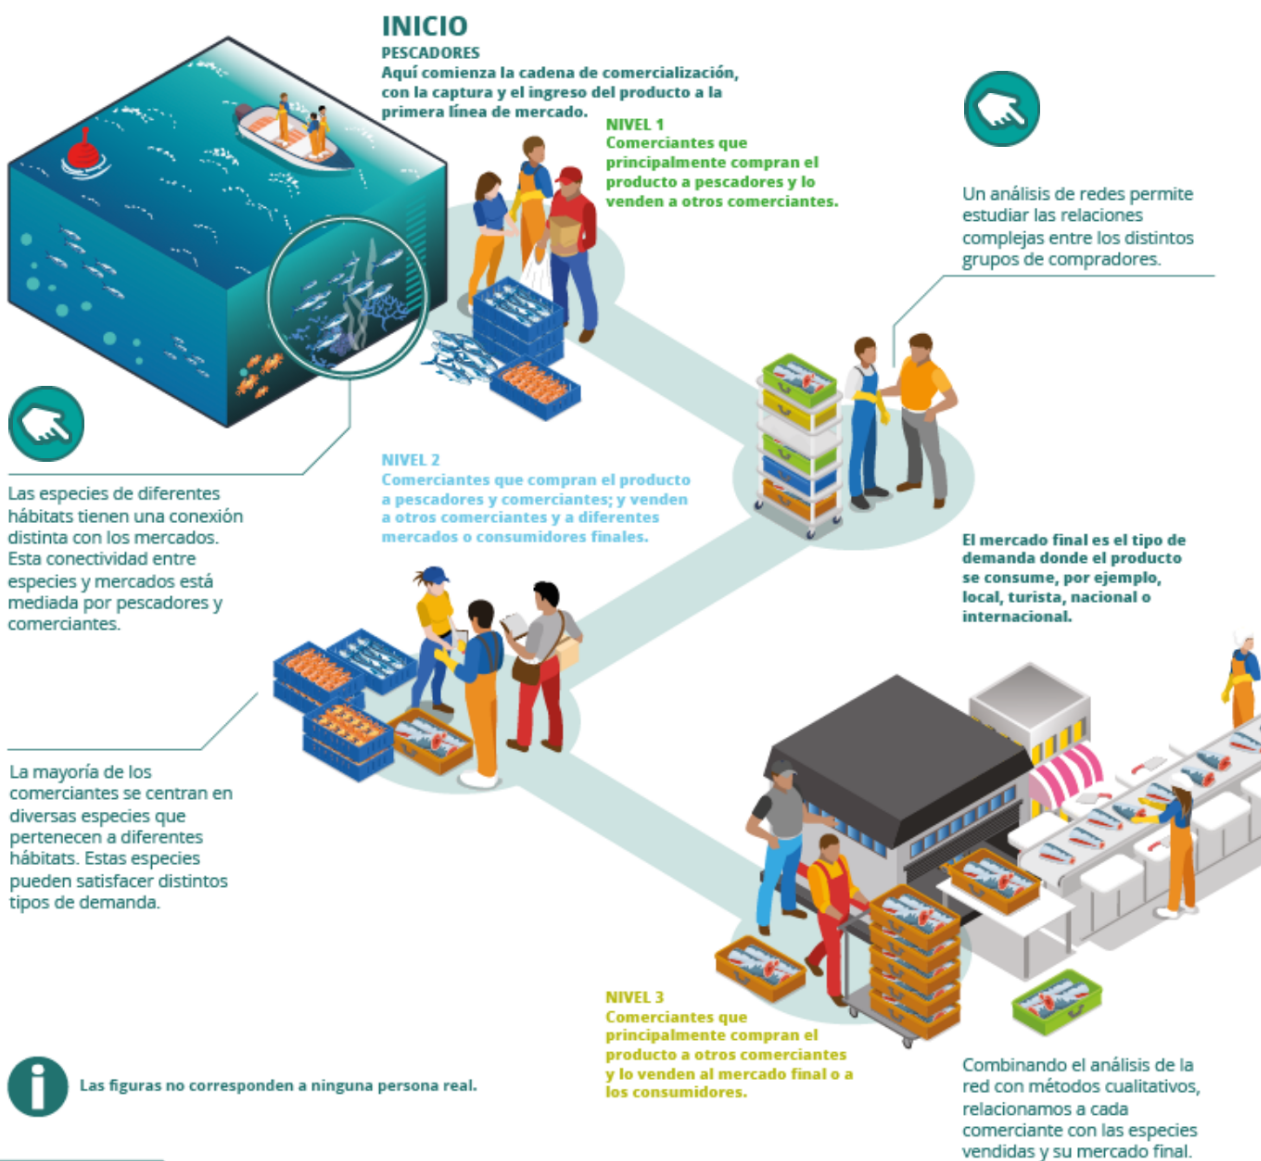 INICIO
PESCADORES
Aquí comienza la cadena de comercialización,
con la captura y el ingreso del producto a la
primera línea de mercado.
NIVEL 1
Comerciantes que
principalmente compran el
producto a pescadores y lo
venden a otros comerciantes.
Un análisis de redes permite
estudiar las relaciones
complejas entre los distintos
grupos de compradores.
NIVEL 2
Comerciantes que compran el producto
a pescadores y comerciantes; y venden
a otros comerciantes y a diferentes
mercados o consumidores finales.
Las especies de diferentes
hábitats tienen una conexión
distinta con los mercados.
Esta conectividad entre
especies y mercados está
mediada por pescadores y
comerciantes.
El mercado final es el tipo de
demanda donde el producto
se consume, por ejemplo,
local, turista, nacional o
internacional.
La mayoría de los
comerciantes se centran en
diversas especies que
pertenecen a diferentes
hábitats. Estas especies
pueden satisfacer distintos
tipos de demanda.
NIVEL 3
Comerciantes que
principalmente compran el
producto a otros comerciantes
y lo venden al mercado final o a
los consumidores.
Combinando el análisis de la
red con métodos cualitativos,
relacionamos a cada
comerciante con las especies
vendidas y su mercado final.
i
Las figuras no corresponden a ninguna persona real.